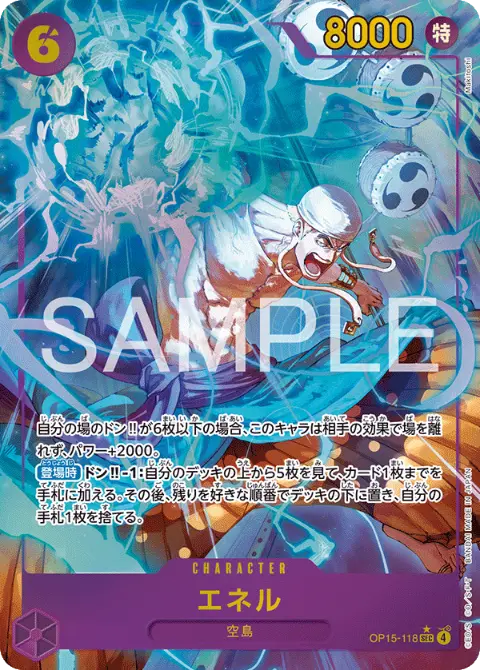 6
8000
特
Makitoshi
SAMPLE
自分の場のドン!!が6枚以下の場合、このキャラは相手の効果で場を離
れず、パワー+2000。
登場時 ドン!!-1:自分のデッキの上から5枚を見て、カード1枚までを
手札に加える。その後、残りを好きな順番でデッキの下に置き、自分の
手札1枚を捨てる。
CHARACTER
エネル
空島
OP15-118 SEC 4
BANDAI MADE IN JAPAN